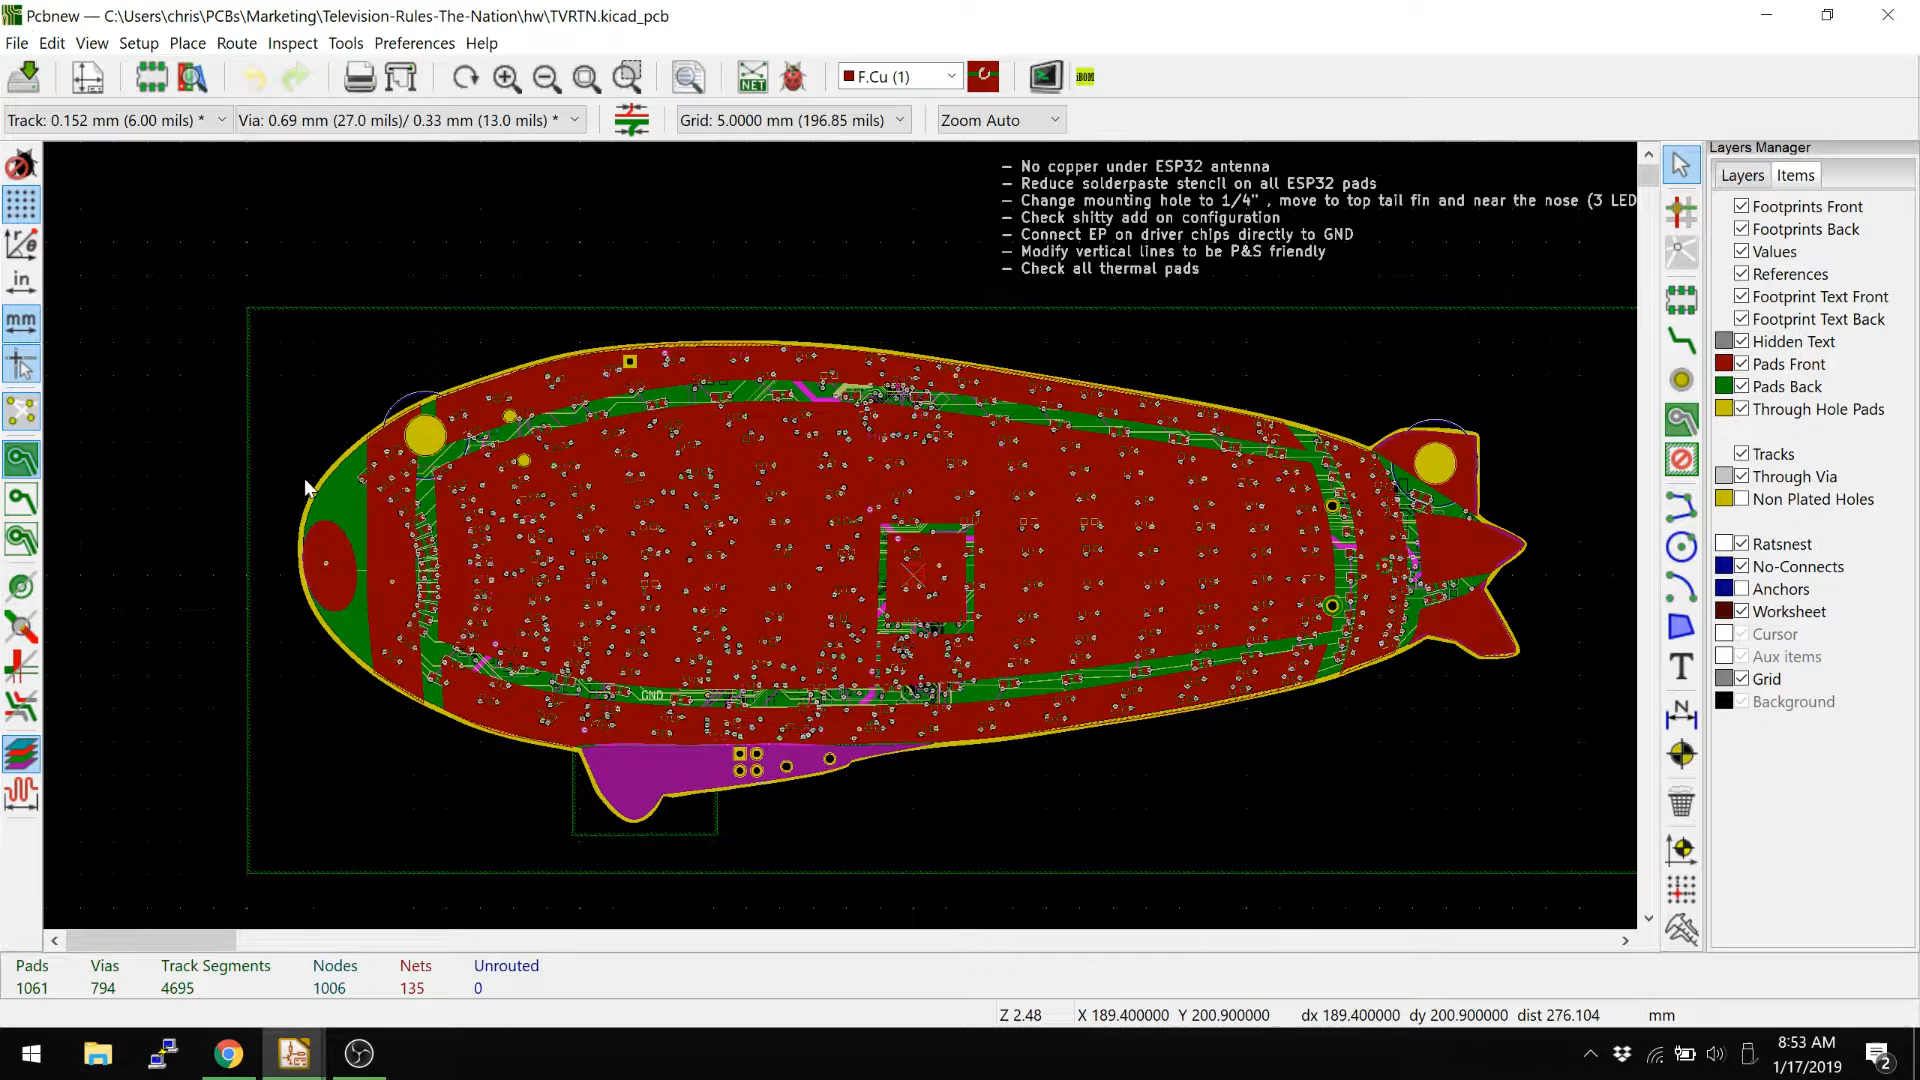 Pcbnew — C:\Users\chris\PCBs\Marketing\Television-Rules-The-Nation\hw\TVRTN.kicad_pcb
File Edit View Setup Place Route Inspect Tools Preferences Help
NET
F.Cu (1)
iBOM
Track: 0.152 mm (6.00 mils) *
Via: 0.69 mm (27.0 mils)/ 0.33 mm (13.0 mils) *
Grid: 5.0000 mm (196.85 mils)
Zoom Auto
in
mm
— No copper under ESP32 antenna
— Reduce solderpaste stencil on all ESP32 pads
— Change mounting hole to 1/4" , move to top tail fin and near the nose (3 LED
— Check shitty add on configuration
— Connect EP on driver chips directly to GND
— Modify vertical lines to be P&S friendly
— Check all thermal pads
GND
Layers Manager
Layers Items
Footprints Front
Footprints Back
Values
References
Footprint Text Front
Footprint Text Back
Hidden Text
Pads Front
Pads Back
Through Hole Pads
Tracks
Through Via
Non Plated Holes
Ratsnest
No-Connects
Anchors
Worksheet
Cursor
Aux items
Grid
Background
Pads Vias Track Segments Nodes Nets Unrouted
1061 794 4695 1006 135 0
Z 2.48 X 189.400000 Y 200.900000 dx 189.400000 dy 200.900000 dist 276.104 mm
8:53 AM
1/17/2019
2